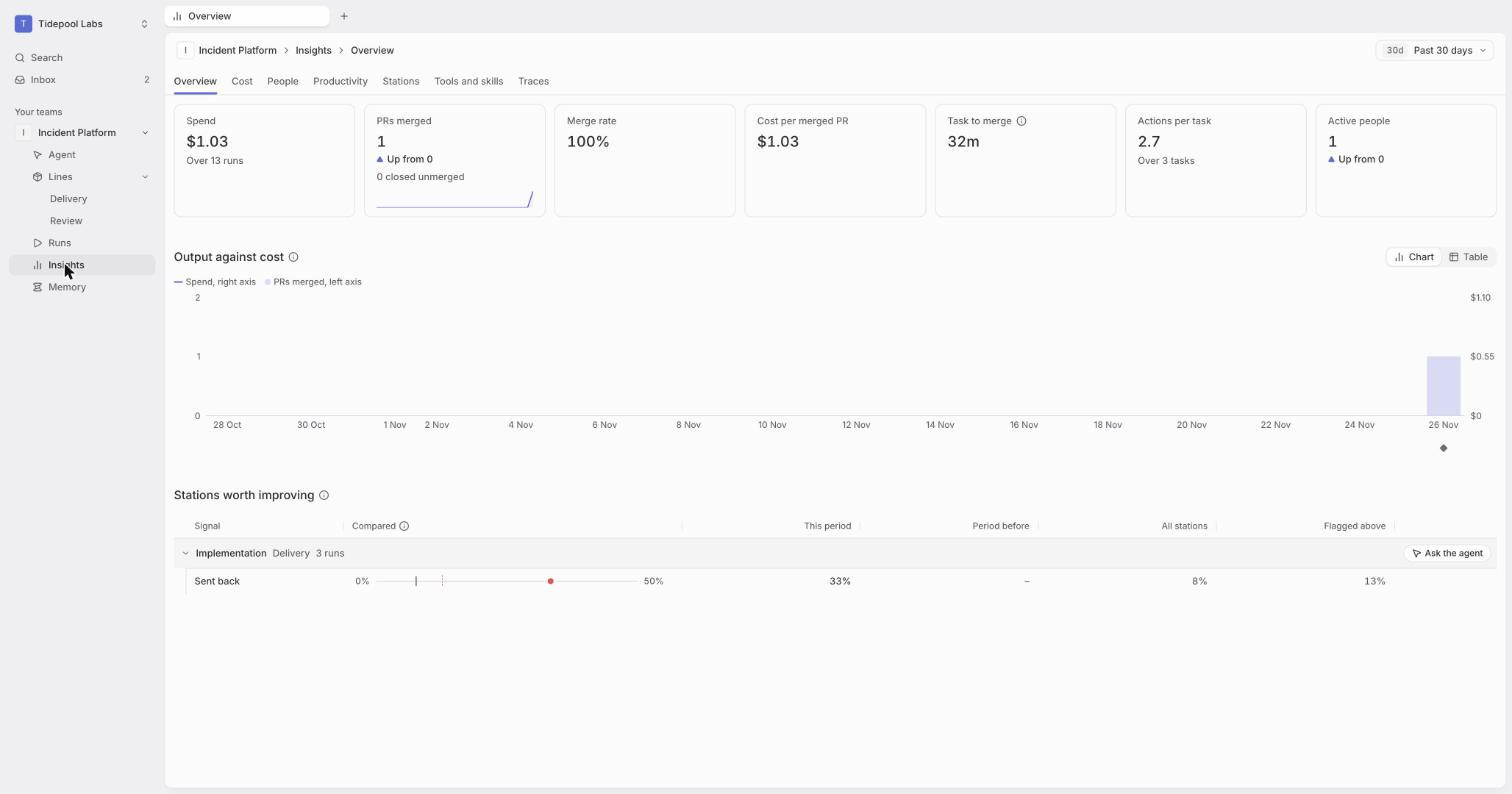 T Tidepool Labs
Search
Inbox 2
Your teams
I Incident Platform
Agent
Lines
Delivery
Review
Runs
Insights
Memory
Overview
I Incident Platform > Insights > Overview
30d Past 30 days
Overview Cost People Productivity Stations Tools and skills Traces
Spend
$1.03
Over 13 runs
PRs merged
1
Up from 0
0 closed unmerged
Merge rate
100%
Cost per merged PR
$1.03
Task to merge
32m
Actions per task
2.7
Over 3 tasks
Active people
1
Up from 0
Output against cost
Chart Table
Spend, right axis PRs merged, left axis
2 $1.10
1 $0.55
0 $0
28 Oct 30 Oct 1 Nov 2 Nov 4 Nov 6 Nov 8 Nov 10 Nov 12 Nov 14 Nov 16 Nov 18 Nov 20 Nov 22 Nov 24 Nov 26 Nov
Stations worth improving
Signal Compared This period Period before All stations Flagged above
Implementation Delivery 3 runs Ask the agent
Sent back 0% 50% 33% – 8% 13%